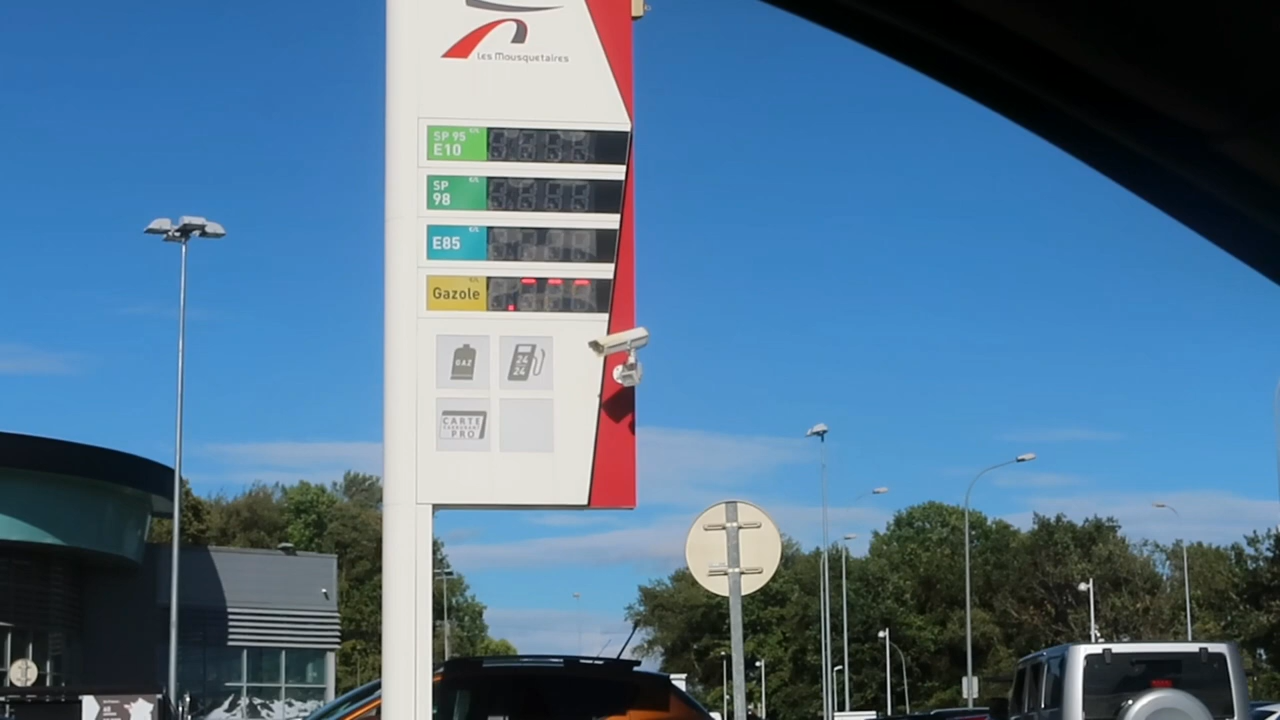 Les Mousquetaires
SP 95 €/L
E10
SP €/L
98
E85 €/L
Gazole €/L
GAZ
24
24
CARTE
PRO